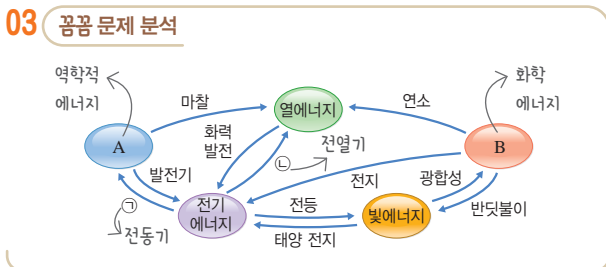 03 꼼꼼 문제 분석
역학적
에너지
화학
에너지
마찰
열에너지
연소
화력
발전
A
B
㉡
전열기
발전기
전지
광합성
㉠
전기
에너지
전등
빛에너지
반딧불이
전동기
태양 전지